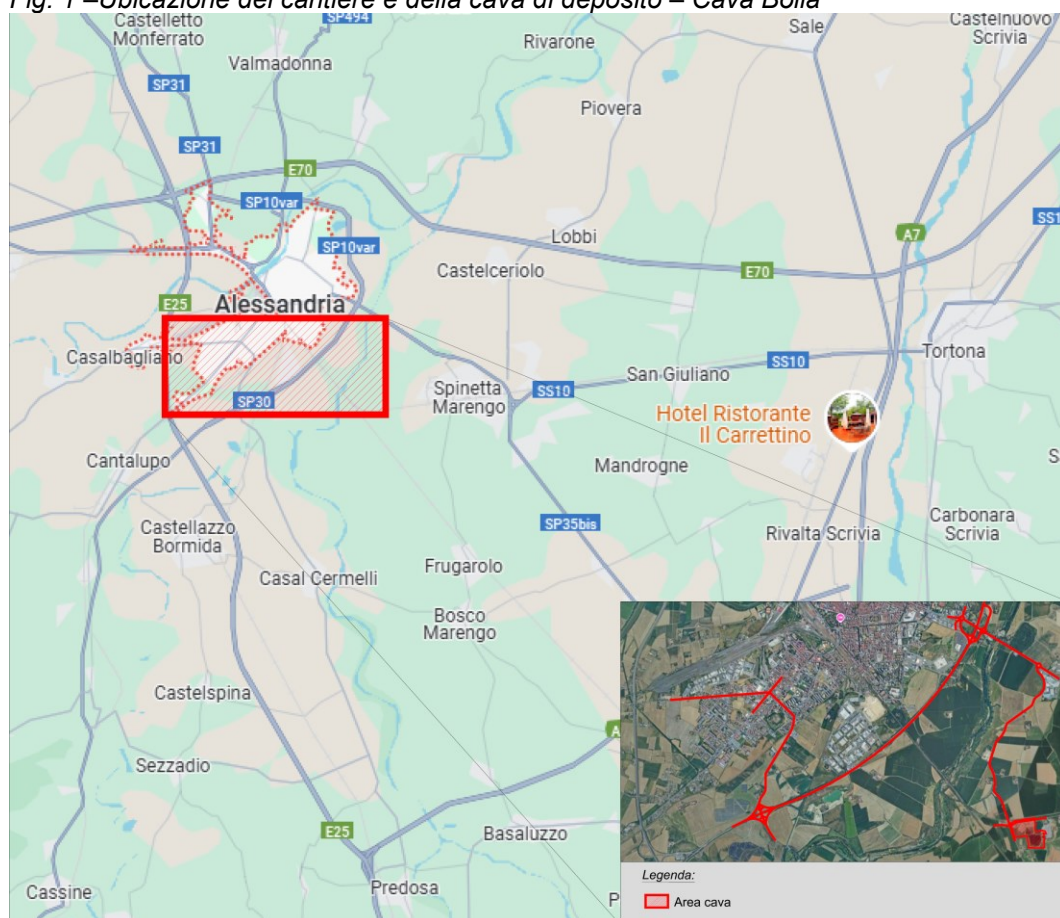 Fig. 1 –Ubicazione del cantiere e della cava di deposito – Cava Bolla
Castelletto
Monferrato
SP494
Rivarone
Sale
Castelnuovo
Scrivia
Valmadonna
SP31
Piovera
SP31
E70
SP10var
SP10var
Lobbi
A7
SS1
Castelceriolo
E70
E25
Alessandria
Casalbagliano
SP30
Spinetta
Marengo
SS10
San Giuliano
SS10
Tortona
Hotel Ristorante
Il Carrettino
Cantalupo
Mandrogne
S
Castellazzo
Bormida
SP35bis
Rivalta Scrivia
Carbonara
Scrivia
Casal Cermelli
Frugarolo
Bosco
Marengo
Castelspina
A
Sezzadio
E25
Basaluzzo
Cassine
Predosa
P
Legenda:
Area cava